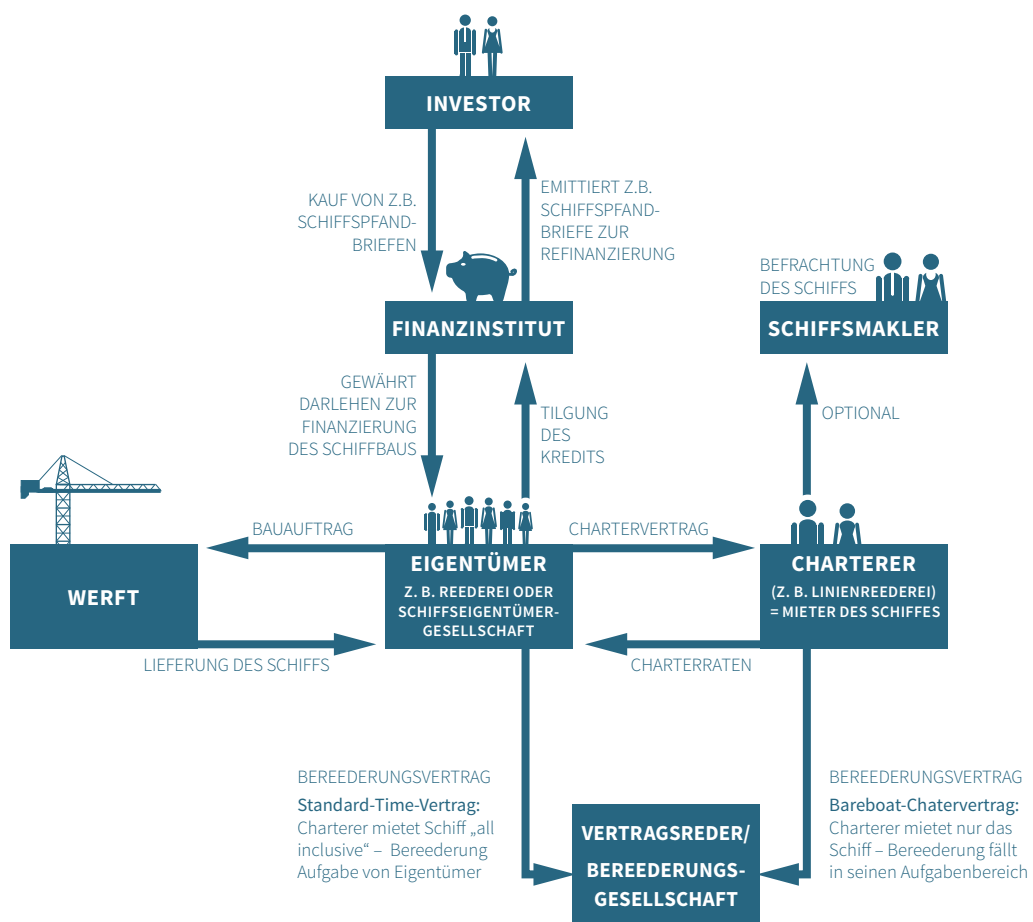 INVESTOR
KAUF VON Z.B.
SCHIFFSPFAND-
BRIEFEN
EMITTIERT Z.B.
SCHIFFSPFAND-
BRIEFE ZUR
REFINANZIERUNG
BEFRACHTUNG
DES SCHIFFS
FINANZINSTITUT
SCHIFFSMAKLER
GEWÄHRT
DARLEHEN ZUR
FINANZIERUNG
DES SCHIFFBAUS
TILGUNG
DES
KREDITS
OPTIONAL
BAUAUFTRAG
CHARTERVERTRAG
WERFT
EIGENTÜMER
Z. B. REEDEREI ODER
SCHIFFSEIGENTÜMER-
GESELLSCHAFT
CHARTERER
(Z. B. LINIENREEDEREI)
= MIETER DES SCHIFFES
LIEFERUNG DES SCHIFFS
CHARTERRATEN
BEREEDERUNGSVERTRAG
Standard-Time-Vertrag:
Charterer mietet Schiff „all
inclusive“ – Bereederung
Aufgabe von Eigentümer
VERTRAGSREDER/
BEREEDERUNGS-
GESELLSCHAFT
BEREEDERUNGSVERTRAG
Bareboat-Chatervertrag:
Charterer mietet nur das
Schiff – Bereederung fällt
in seinen Aufgabenbereich